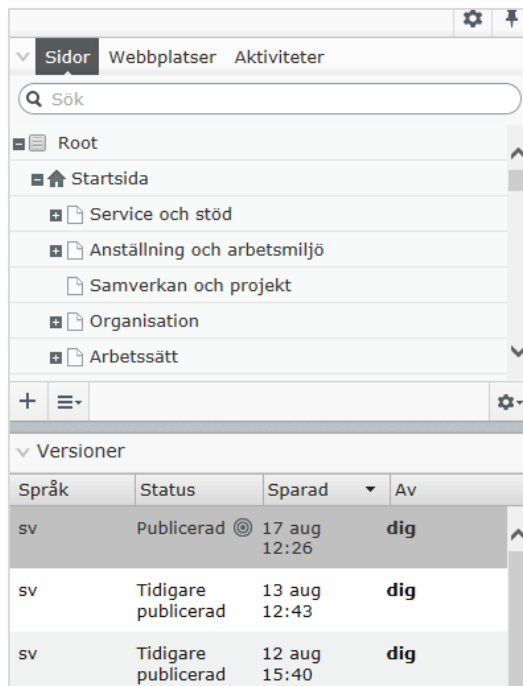 Sidor Webbplatser Aktiviteter
Sök
Root
Startsida
Service och stöd
Anställning och arbetsmiljö
Samverkan och projekt
Organisation
Arbetssätt
Versioner
Språk Status Sparad Av
sv Publicerad 17 aug dig
12:26
sv Tidigare 13 aug dig
publicerad 12:43
sv Tidigare 12 aug dig
publicerad 15:40